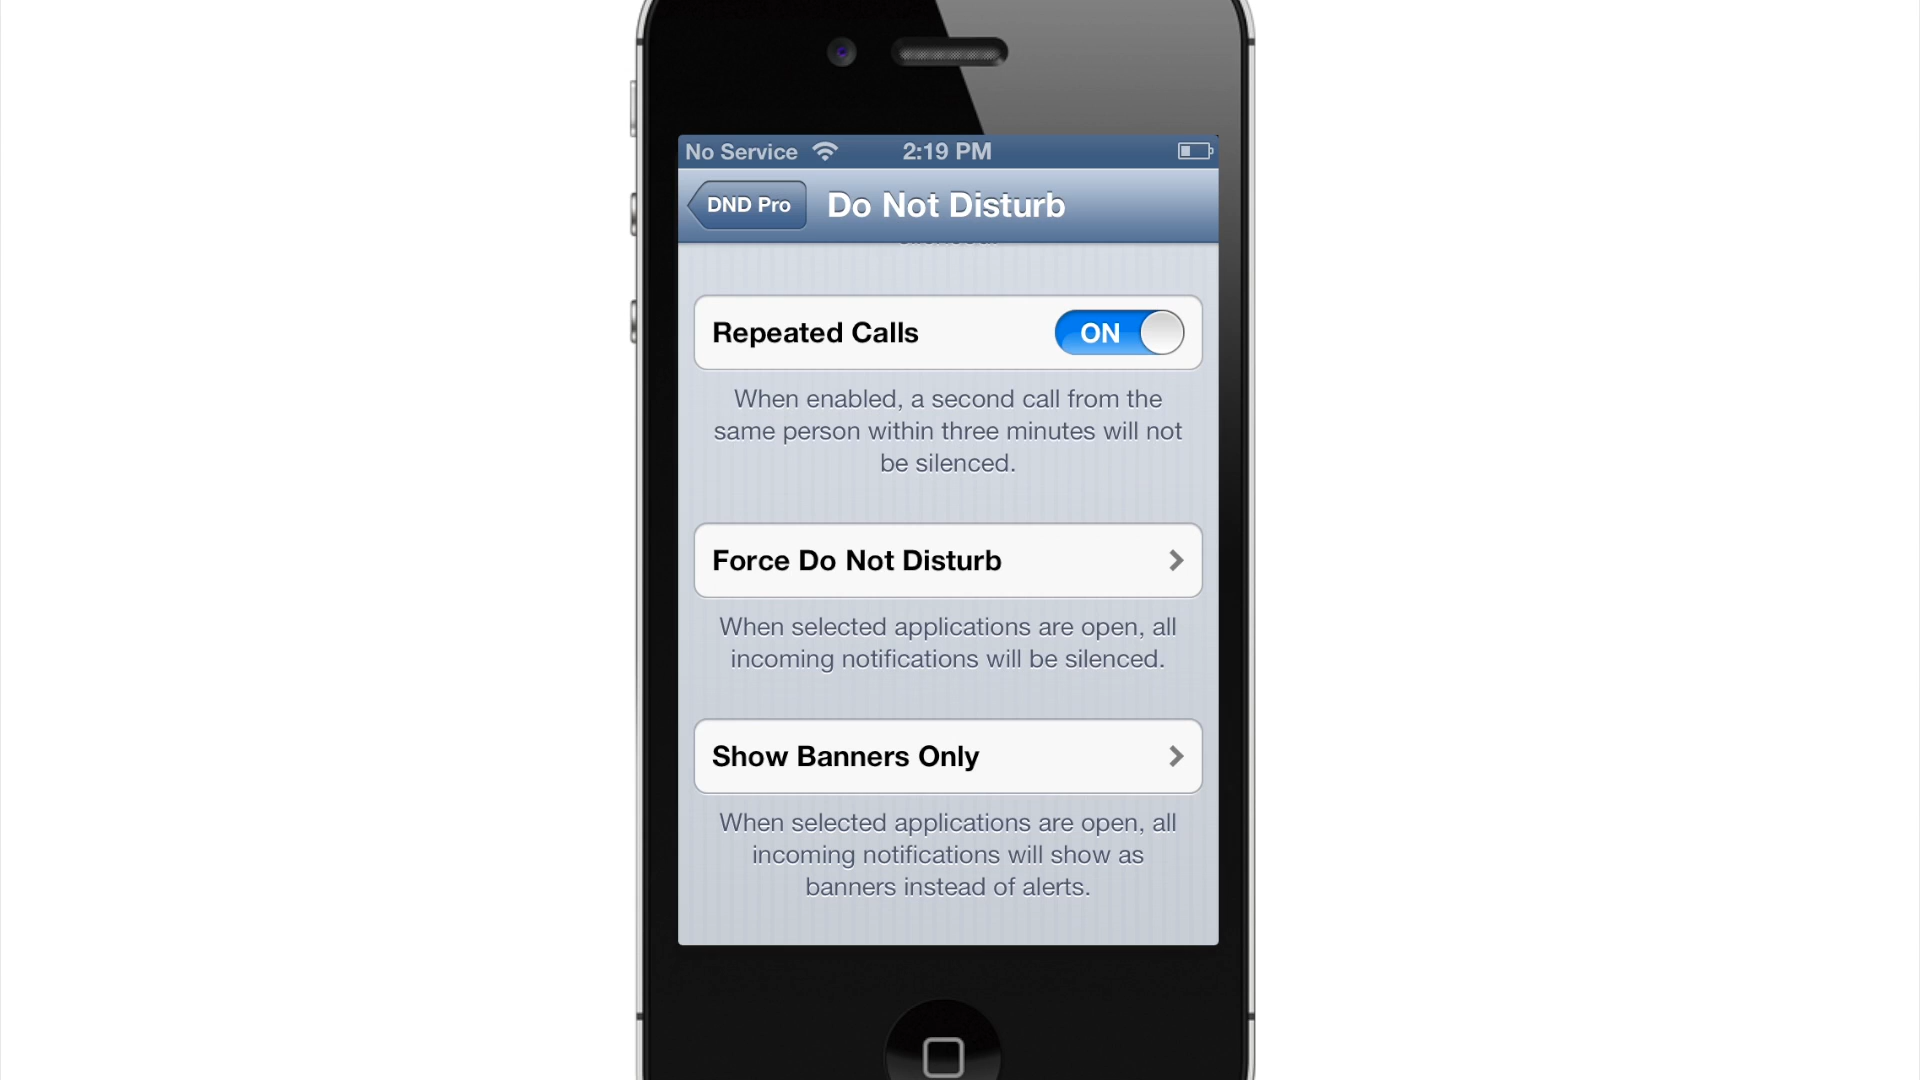 No Service
2:19 PM
DND Pro
Do Not Disturb
Repeated Calls
ON
When enabled, a second call from the
same person within three minutes will not
be silenced.
Force Do Not Disturb
When selected applications are open, all
incoming notifications will be silenced.
Show Banners Only
When selected applications are open, all
incoming notifications will show as
banners instead of alerts.